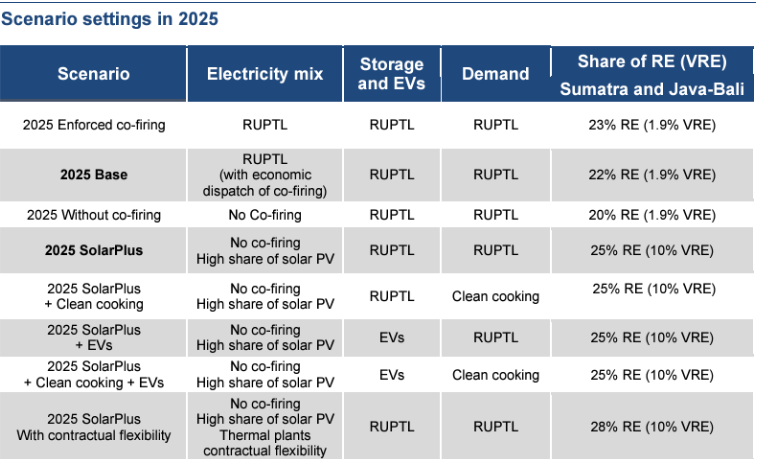 Scenario settings in 2025
Scenario
Electricity mix
Storage
and EVs
Demand
Share of RE (VRE)
Sumatra and Java-Bali
2025 Enforced co-firing
RUPTL
RUPTL
RUPTL
23% RE (1.9% VRE)
2025 Base
RUPTL
(with economic
dispatch of co-firing)
RUPTL
RUPTL
22% RE (1.9% VRE)
2025 Without co-firing
No Co-firing
RUPTL
RUPTL
20% RE (1.9% VRE)
2025 SolarPlus
No co-firing
High share of solar PV
RUPTL
RUPTL
25% RE (10% VRE)
2025 SolarPlus
+ Clean cooking
No co-firing
High share of solar PV
RUPTL
Clean cooking
25% RE (10% VRE)
2025 SolarPlus
+ EVs
No co-firing
High share of solar PV
EVs
RUPTL
25% RE (10% VRE)
2025 SolarPlus
+ Clean cooking + EVs
No co-firing
High share of solar PV
EVs
Clean cooking
25% RE (10% VRE)
2025 SolarPlus
With contractual flexibility
No co-firing
High share of solar PV
Thermal plants
contractual flexibility
RUPTL
RUPTL
28% RE (10% VRE)